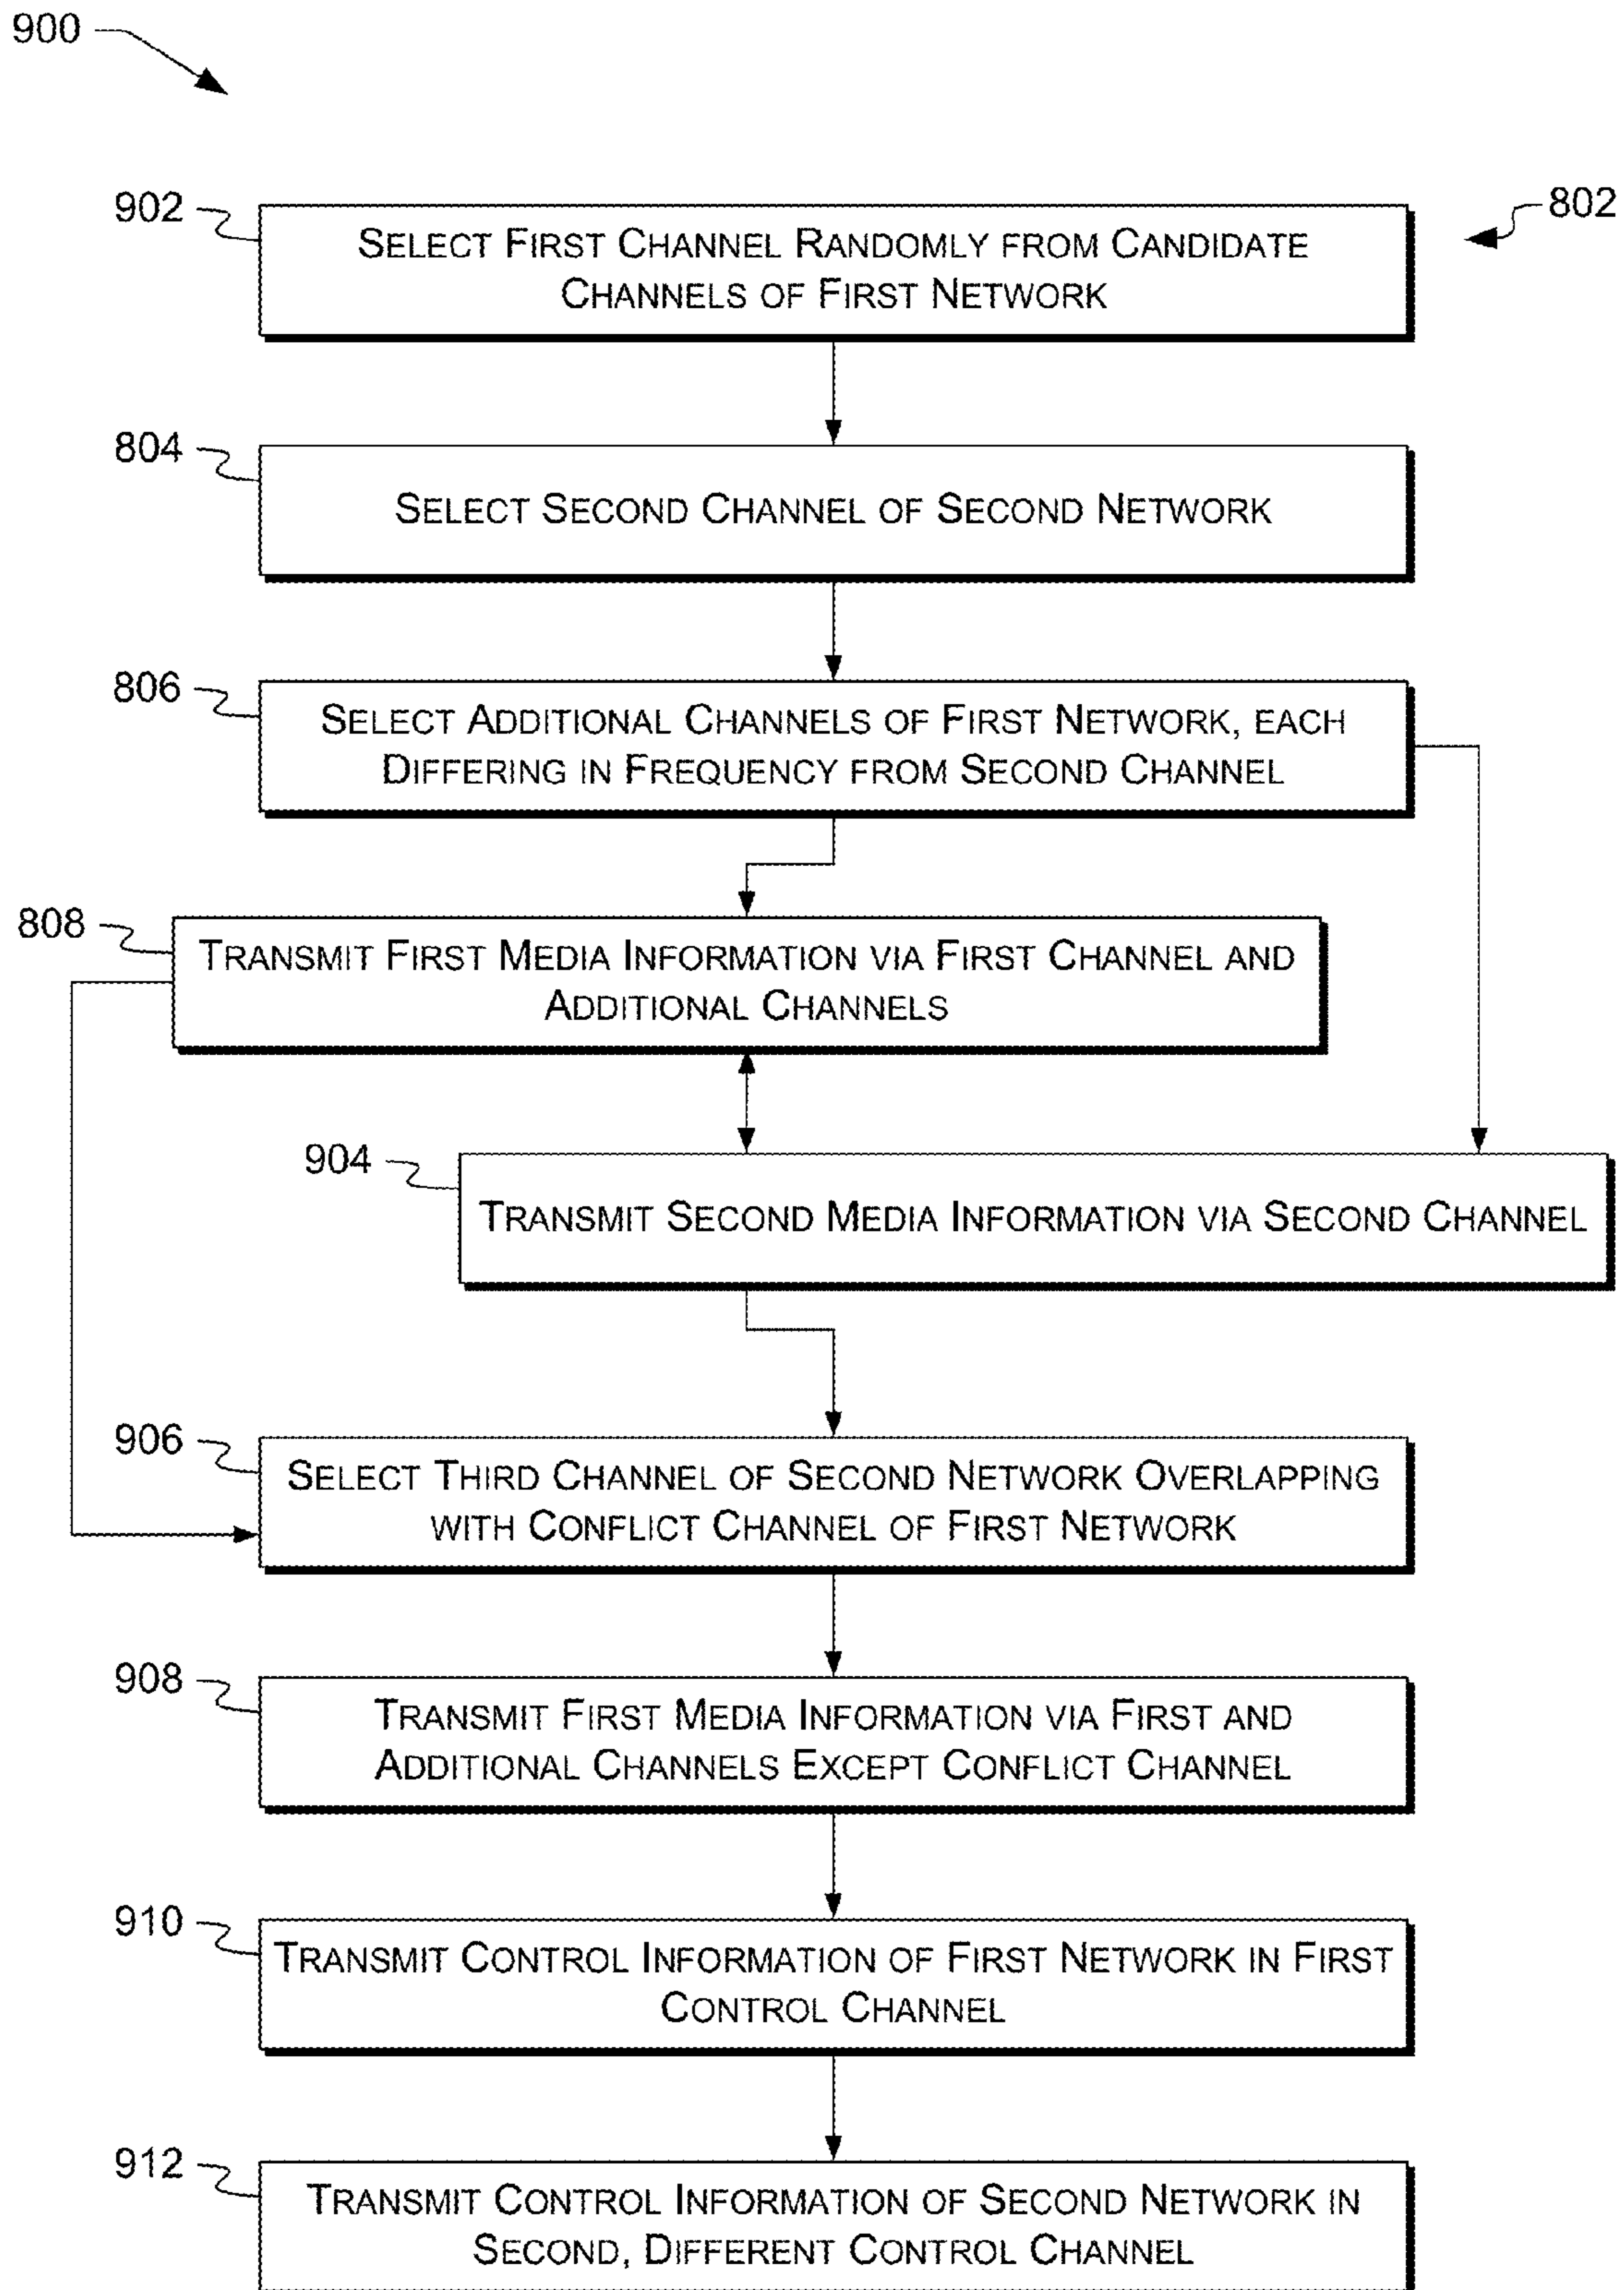 900
902
802
SELECT FIRST CHANNEL RANDOMLY FROM CANDIDATE
CHANNELS OF FIRST NETWORK
804
SELECT SECOND CHANNEL OF SECOND NETWORK
806
SELECT ADDITIONAL CHANNELS OF FIRST NETWORK, EACH
DIFFERING IN FREQUENCY FROM SECOND CHANNEL
808
TRANSMIT FIRST MEDIA INFORMATION VIA FIRST CHANNEL AND
ADDITIONAL CHANNELS
904
TRANSMIT SECOND MEDIA INFORMATION VIA SECOND CHANNEL
906
SELECT THIRD CHANNEL OF SECOND NETWORK OVERLAPPING
WITH CONFLICT CHANNEL OF FIRST NETWORK
908
TRANSMIT FIRST MEDIA INFORMATION VIA FIRST AND
ADDITIONAL CHANNELS EXCEPT CONFLICT CHANNEL
910
TRANSMIT CONTROL INFORMATION OF FIRST NETWORK IN FIRST
CONTROL CHANNEL
912
TRANSMIT CONTROL INFORMATION OF SECOND NETWORK IN
SECOND, DIFFERENT CONTROL CHANNEL